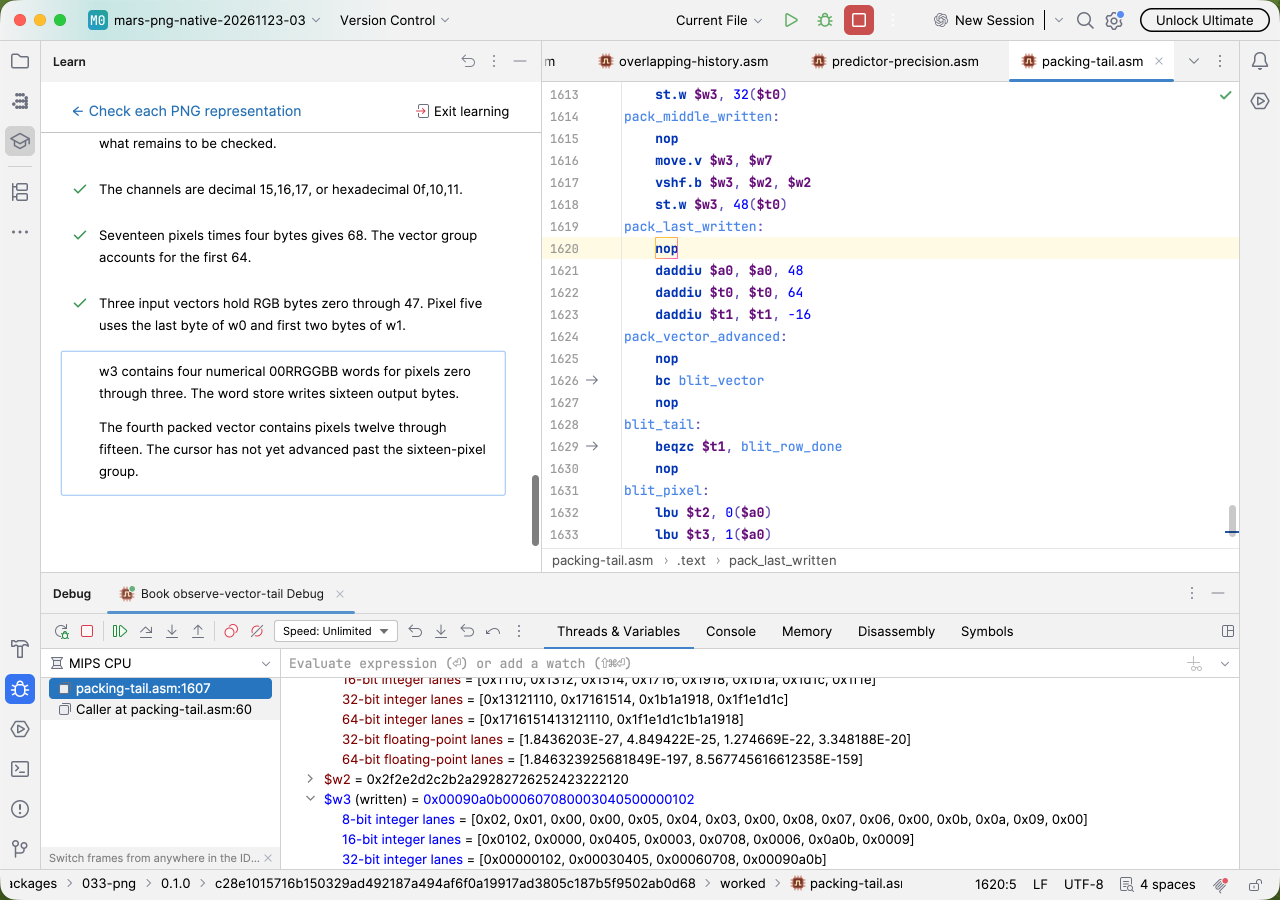 M0 mars-png-native-20261123-03 Version Control Current File New Session Unlock Ultimate
Learn
m overlapping-history.asm predictor-precision.asm packing-tail.asm
← Check each PNG representation Exit learning
what remains to be checked.
The channels are decimal 15,16,17, or hexadecimal 0f,10,11.
Seventeen pixels times four bytes gives 68. The vector group
accounts for the first 64.
Three input vectors hold RGB bytes zero through 47. Pixel five
uses the last byte of w0 and first two bytes of w1.
w3 contains four numerical 00RRGGBB words for pixels zero
through three. The word store writes sixteen output bytes.
The fourth packed vector contains pixels twelve through
fifteen. The cursor has not yet advanced past the sixteen-pixel
group.
1613 st.w $w3, 32($t0)
1614 pack_middle_written:
1615 nop
1616 move.v $w3, $w7
1617 vshf.b $w3, $w2, $w2
1618 st.w $w3, 48($t0)
1619 pack_last_written:
1620 nop
1621 daddiu $a0, $a0, 48
1622 daddiu $t0, $t0, 64
1623 daddiu $t1, $t1, -16
1624 pack_vector_advanced:
1625 nop
1626 bc blit_vector
1627 nop
1628 blit_tail:
1629 beqzc $t1, blit_row_done
1630 nop
1631 blit_pixel:
1632 lbu $t2, 0($a0)
1633 lbu $t3, 1($a0)
packing-tail.asm › .text › pack_last_written
Debug Book observe-vector-tail Debug
Speed: Unlimited Threads & Variables Console Memory Disassembly Symbols
MIPS CPU
packing-tail.asm:1607
Caller at packing-tail.asm:60
Switch frames from anywhere in the ID...
Evaluate expression (⏎) or add a watch (⇧⌘⏎)
16-bit integer lanes = [0x1110, 0x1312, 0x1514, 0x1716, 0x1918, 0x1b1a, 0x1d1c, 0x1f1e]
32-bit integer lanes = [0x13121110, 0x17161514, 0x1b1a1918, 0x1f1e1d1c]
64-bit integer lanes = [0x1716151413121110, 0x1f1e1d1c1b1a1918]
32-bit floating-point lanes = [1.8436203E-27, 4.849422E-25, 1.274669E-22, 3.348188E-20]
64-bit floating-point lanes = [1.846323925681849E-197, 8.567745616612358E-159]
$w2 = 0x2f2e2d2c2b2a29282726252423222120
$w3 (written) = 0x00090a0b000607080003040500000102
8-bit integer lanes = [0x02, 0x01, 0x00, 0x00, 0x05, 0x04, 0x03, 0x00, 0x08, 0x07, 0x06, 0x00, 0x0b, 0x0a, 0x09, 0x00]
16-bit integer lanes = [0x0102, 0x0000, 0x0405, 0x0003, 0x0708, 0x0006, 0x0a0b, 0x0009]
32-bit integer lanes = [0x00000102, 0x00030405, 0x00060708, 0x00090a0b]
ackages › 033-png › 0.1.0 › c28e1015716b150329ad492187a494af6f0a19917ad3805c187b5f9502ab0d68 › worked › packing-tail.asm 1620:5 LF UTF-8 4 spaces